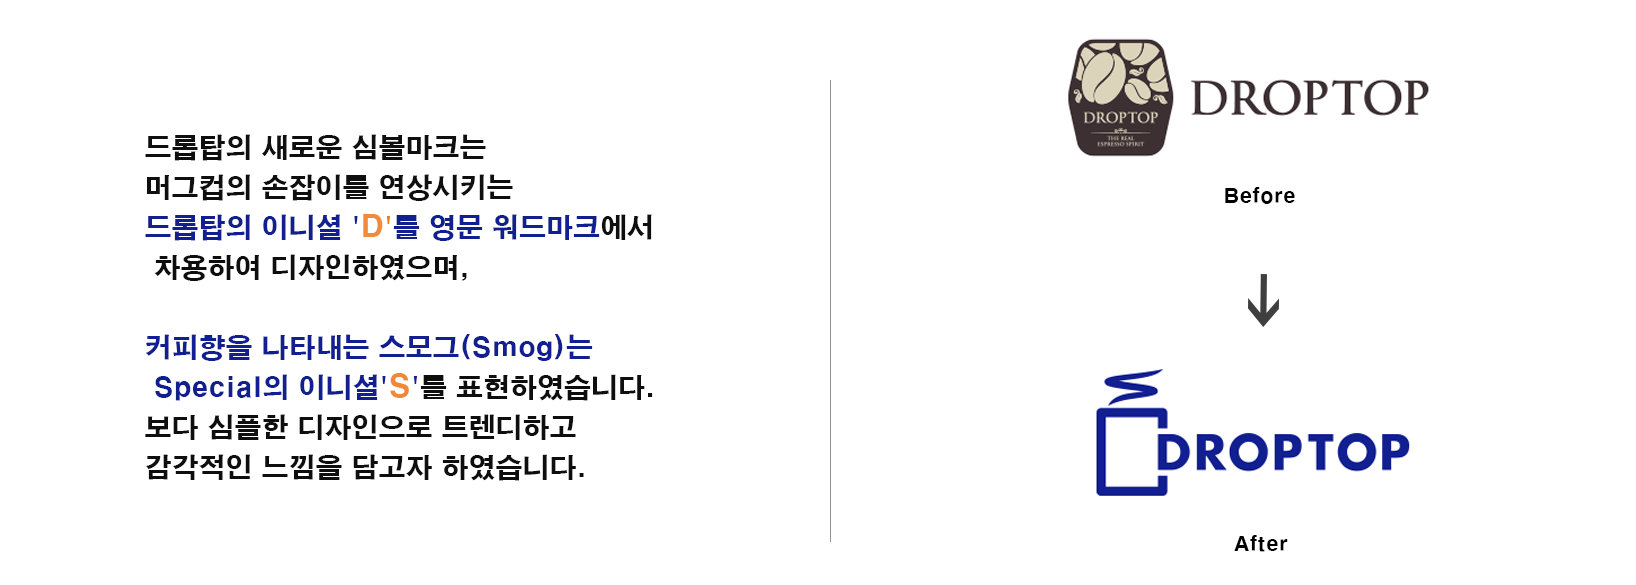 드롭탑의 새로운 심볼마크는
머그컵의 손잡이를 연상시키는
드롭탑의 이니셜 'D'를 영문 워드마크에서
차용하여 디자인하였으며,
커피향을 나타내는 스모그(Smog)는
Special의 이니셜'S'를 표현하였습니다.
보다 심플한 디자인으로 트렌디하고
감각적인 느낌을 담고자 하였습니다.
DROPTOP
THE REAL
ESPRESSO SPIRIT
DROPTOP
Before
DROPTOP
After